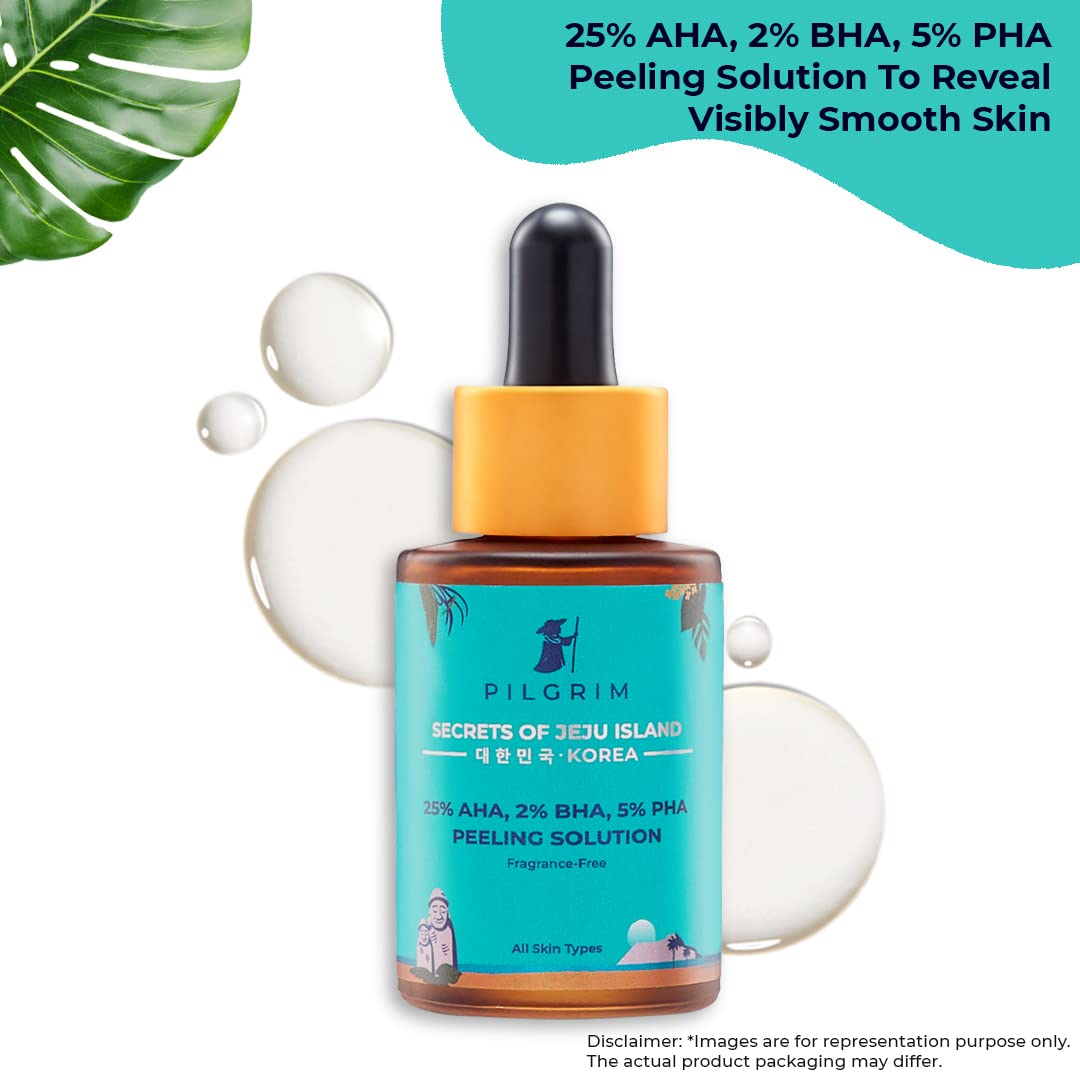 25% AHA, 2% BHA, 5% PHA
Peeling Solution To Reveal
Visibly Smooth Skin
PILGRIM
SECRETS OF JEJU ISLAND
대한민국·KOREA
25% AHA, 2% BHA, 5% PHA
PEELING SOLUTION
Fragrance-Free
All Skin Types
Disclaimer: *Images are for representation purpose only.
The actual product packaging may differ.